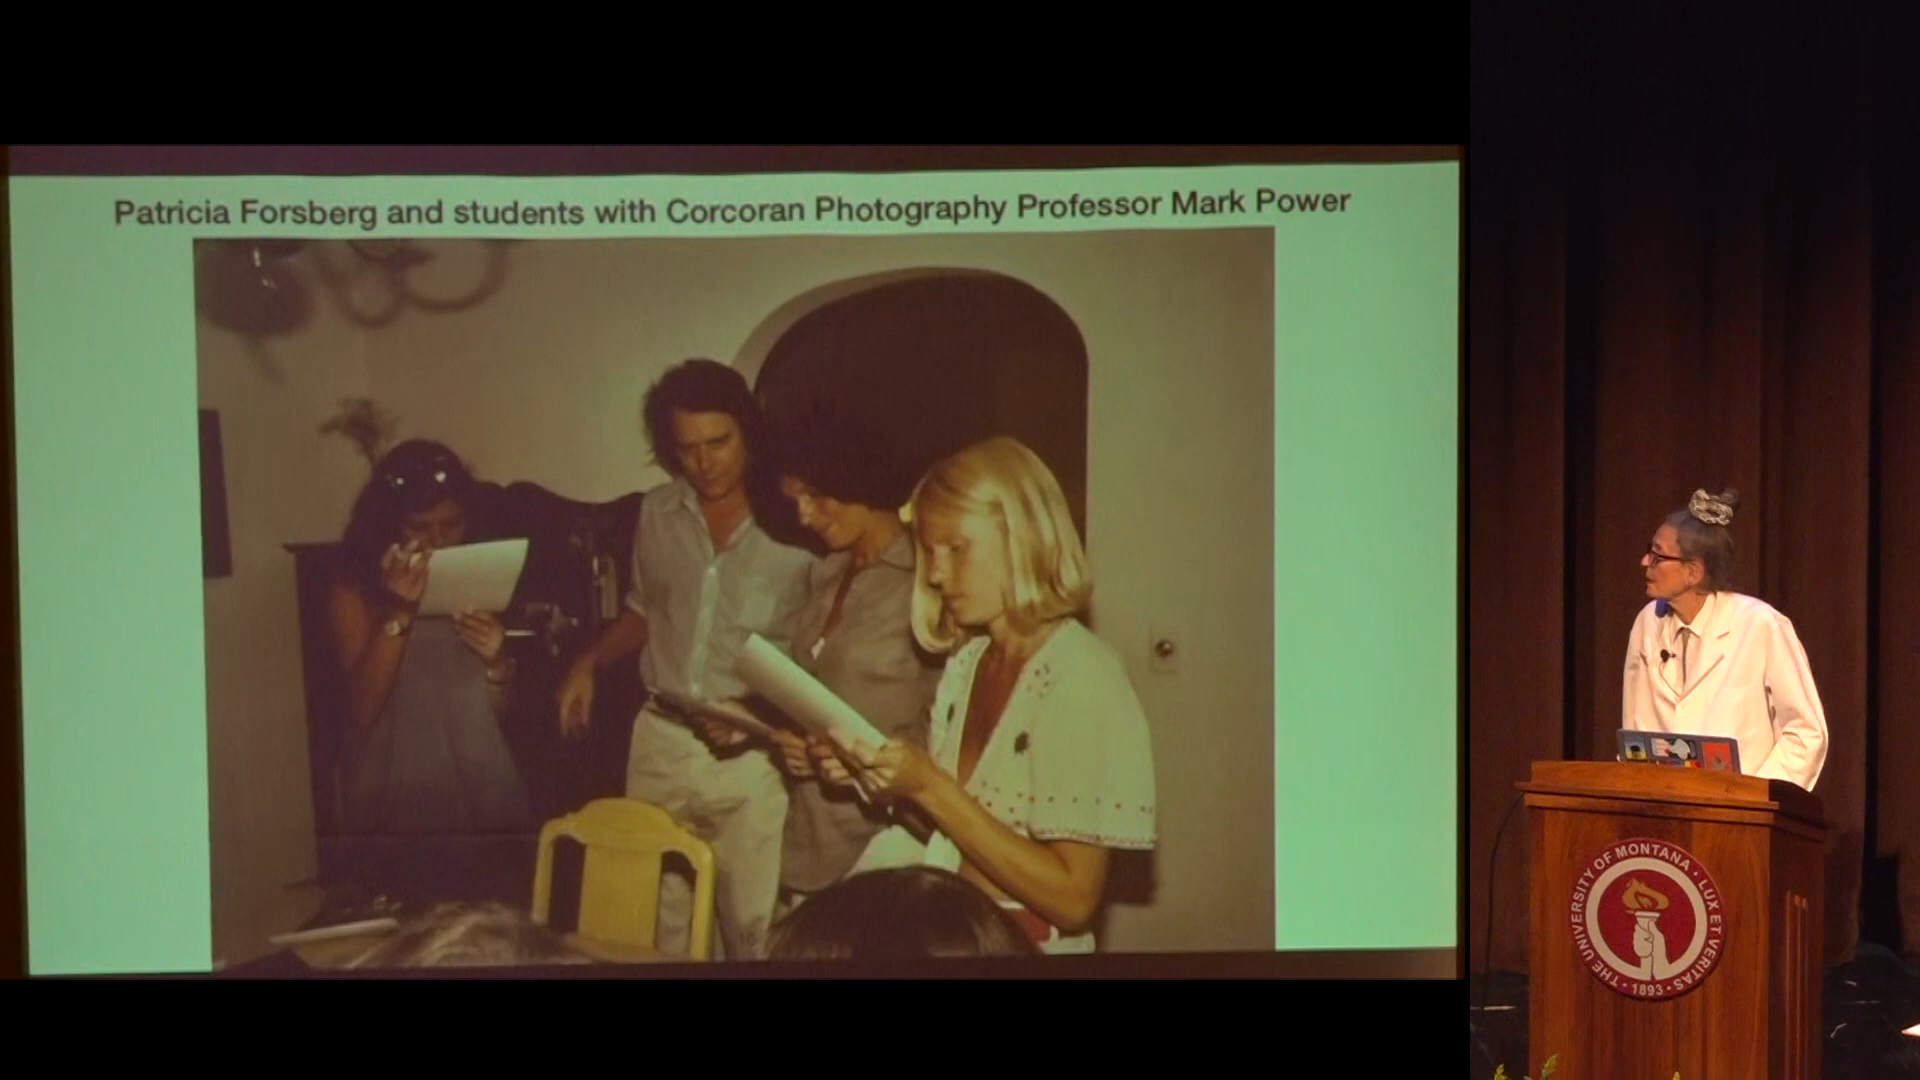 Patricia Forsberg and students with Corcoran Photography Professor Mark Power
THE UNIVERSITY OF MONTANA • LUX ET VERITAS • 1893 •